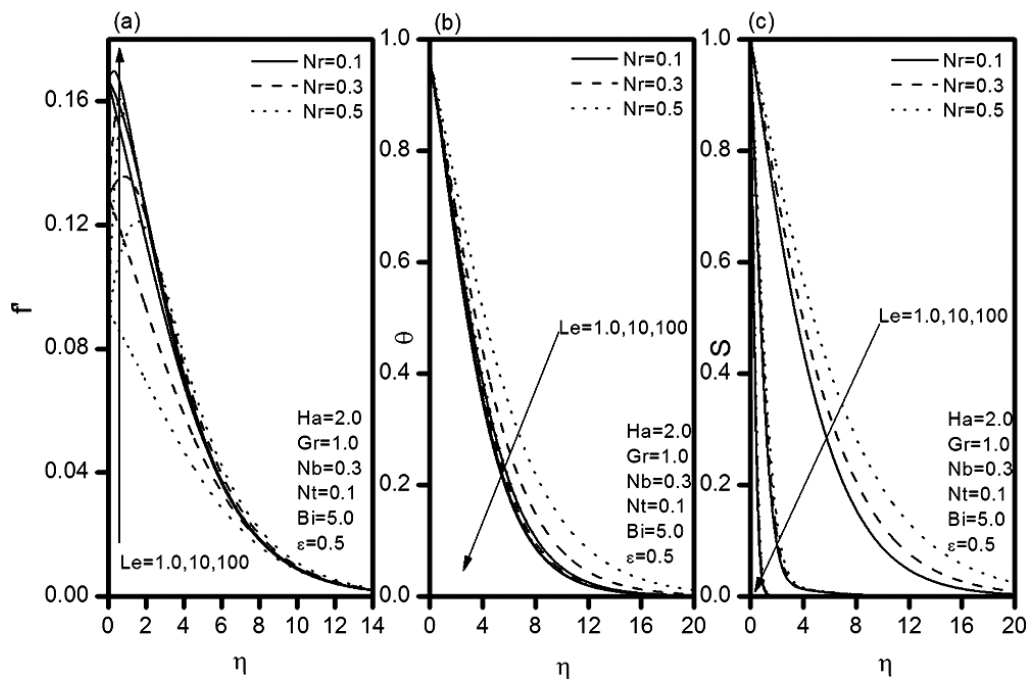 (a)
Nr=0.1
Nr=0.3
Nr=0.5
0.16
0.12
0.08
0.04
0.00
f'
Ha=2.0
Gr=1.0
Nb=0.3
Nt=0.1
Bi=5.0
ε=0.5
Le=1.0,10,100
0 2 4 6 8 10 12 14
η
(b)
1.0
0.8
0.6
0.4
0.2
0.0
θ
Nr=0.1
Nr=0.3
Nr=0.5
Le=1.0,10,100
Ha=2.0
Gr=1.0
Nb=0.3
Nt=0.1
Bi=5.0
ε=0.5
0 4 8 12 16 20
η
(c)
1.0
0.8
0.6
0.4
0.2
0.0
S
Nr=0.1
Nr=0.3
Nr=0.5
Le=1.0,10,100
Ha=2.0
Gr=1.0
Nb=0.3
Nt=0.1
Bi=5.0
ε=0.5
0 4 8 12 16 20
η